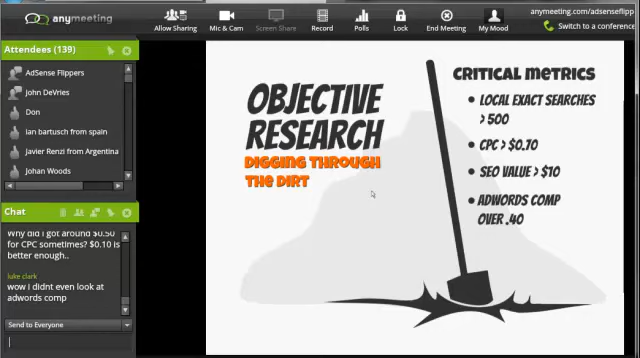 anymeeting
Allow Sharing
Mic & Cam
Screen Share
Record
Polls
Lock
End Meeting
My Mood
anymeeting.com/adsenseflipp
Switch to a conference
Attendees (139)
AdSense Flippers
John DeVries
Don
ian bartusch from spain
Javier Renzi from Argentina
Johan Woods
Chat
Why did I got around $0.50
for CPC sometimes? $0.10 is
better enough..
luke clark
wow I didnt even look at
adwords comp
Send to Everyone
OBJECTIVE
RESEARCH
DIGGING THROUGH
THE DIRT
CRITICAL METRICS
• LOCAL EXACT SEARCHES
> 500
• CPC > $0.70
• SEO VALUE > $10
• ADWORDS COMP
OVER .40